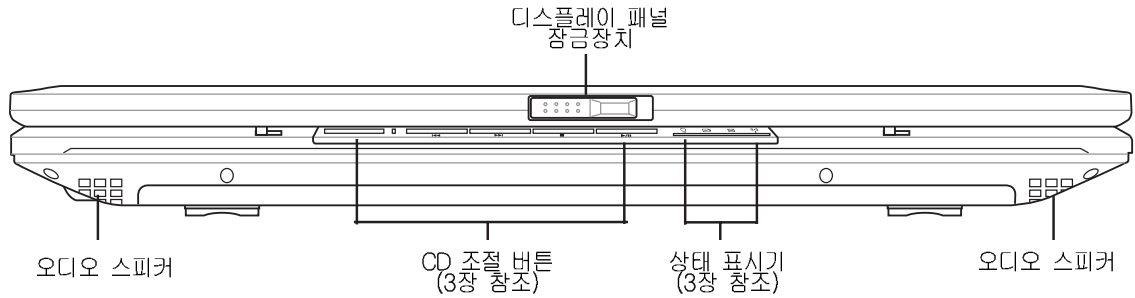 디스플레이 패널
잠금장치
오디오 스피커
CD 조절 버튼
(3장 참조)
상태 표시기
(3장 참조)
오디오 스피커